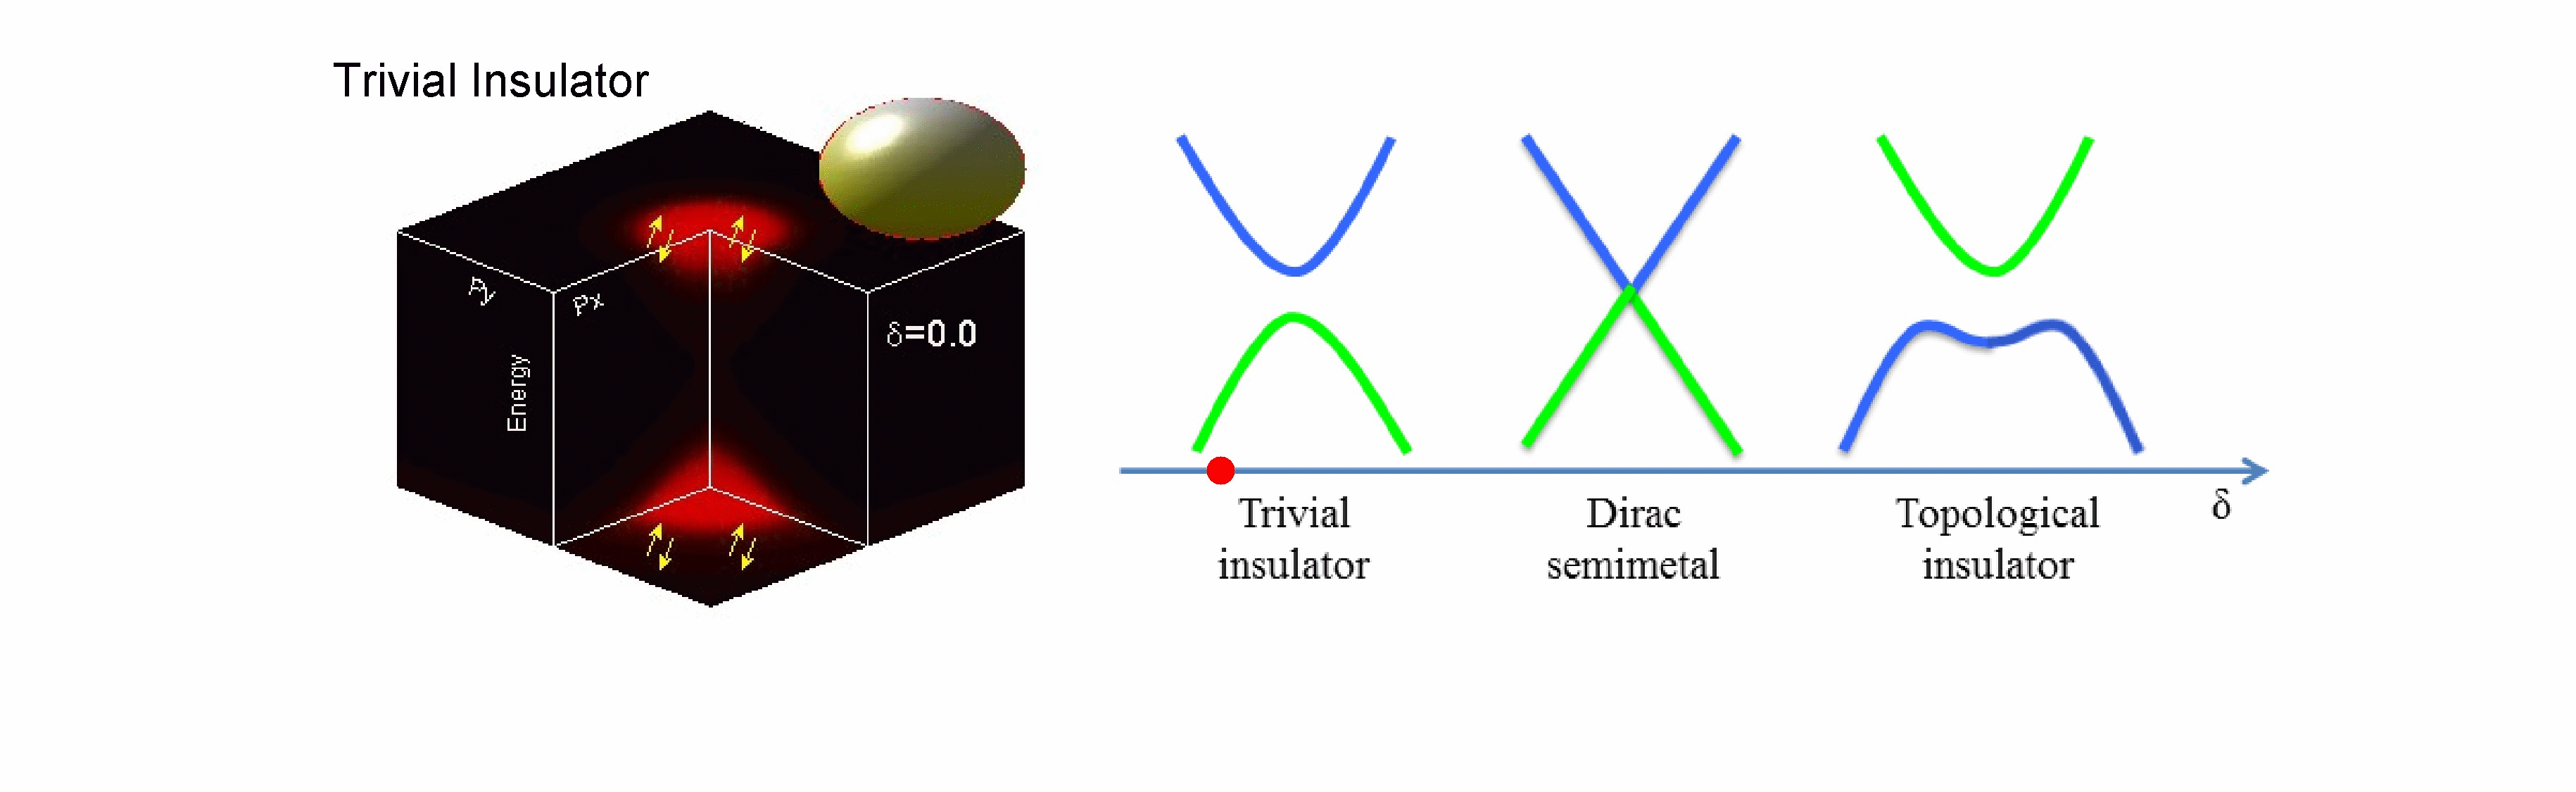 Trivial Insulator
Py
Px
Energy
δ=0.0
Trivial
insulator
Dirac
semimetal
Topological
insulator
δ